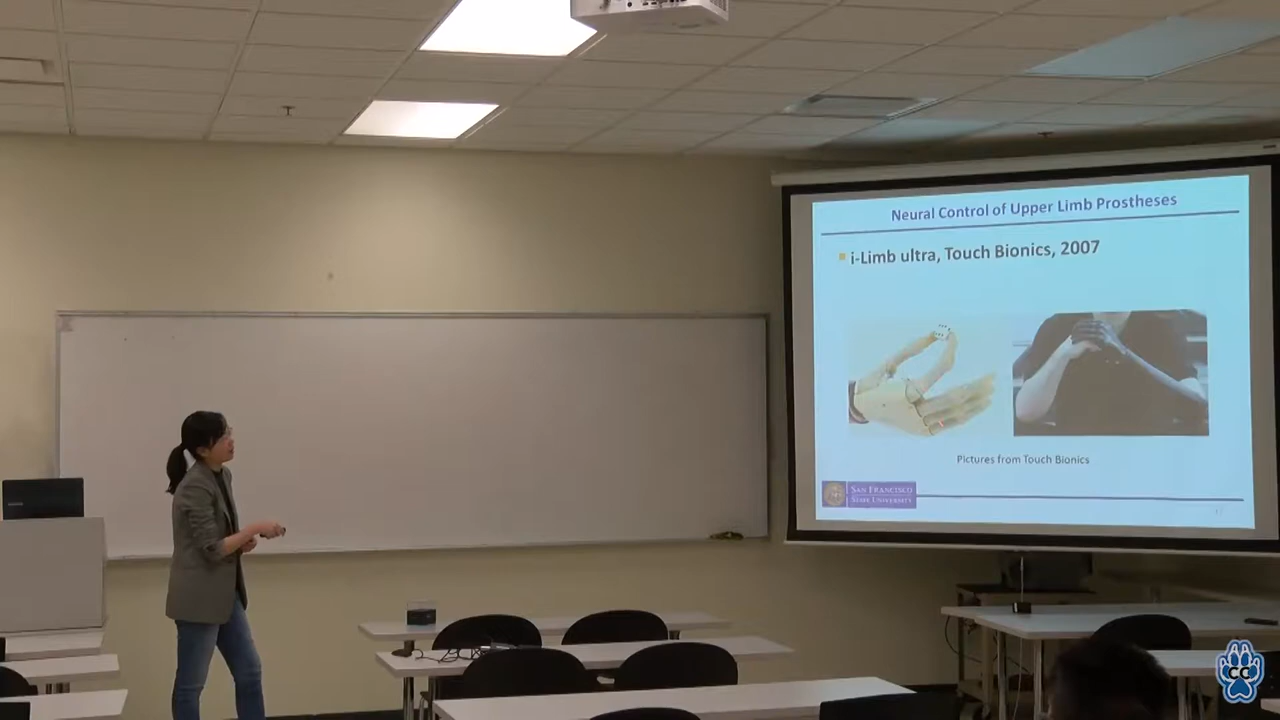 Neural Control of Upper Limb Prostheses
i-Limb ultra, Touch Bionics, 2007
Pictures from Touch Bionics
SAN FRANCISCO
STATE UNIVERSITY
CC